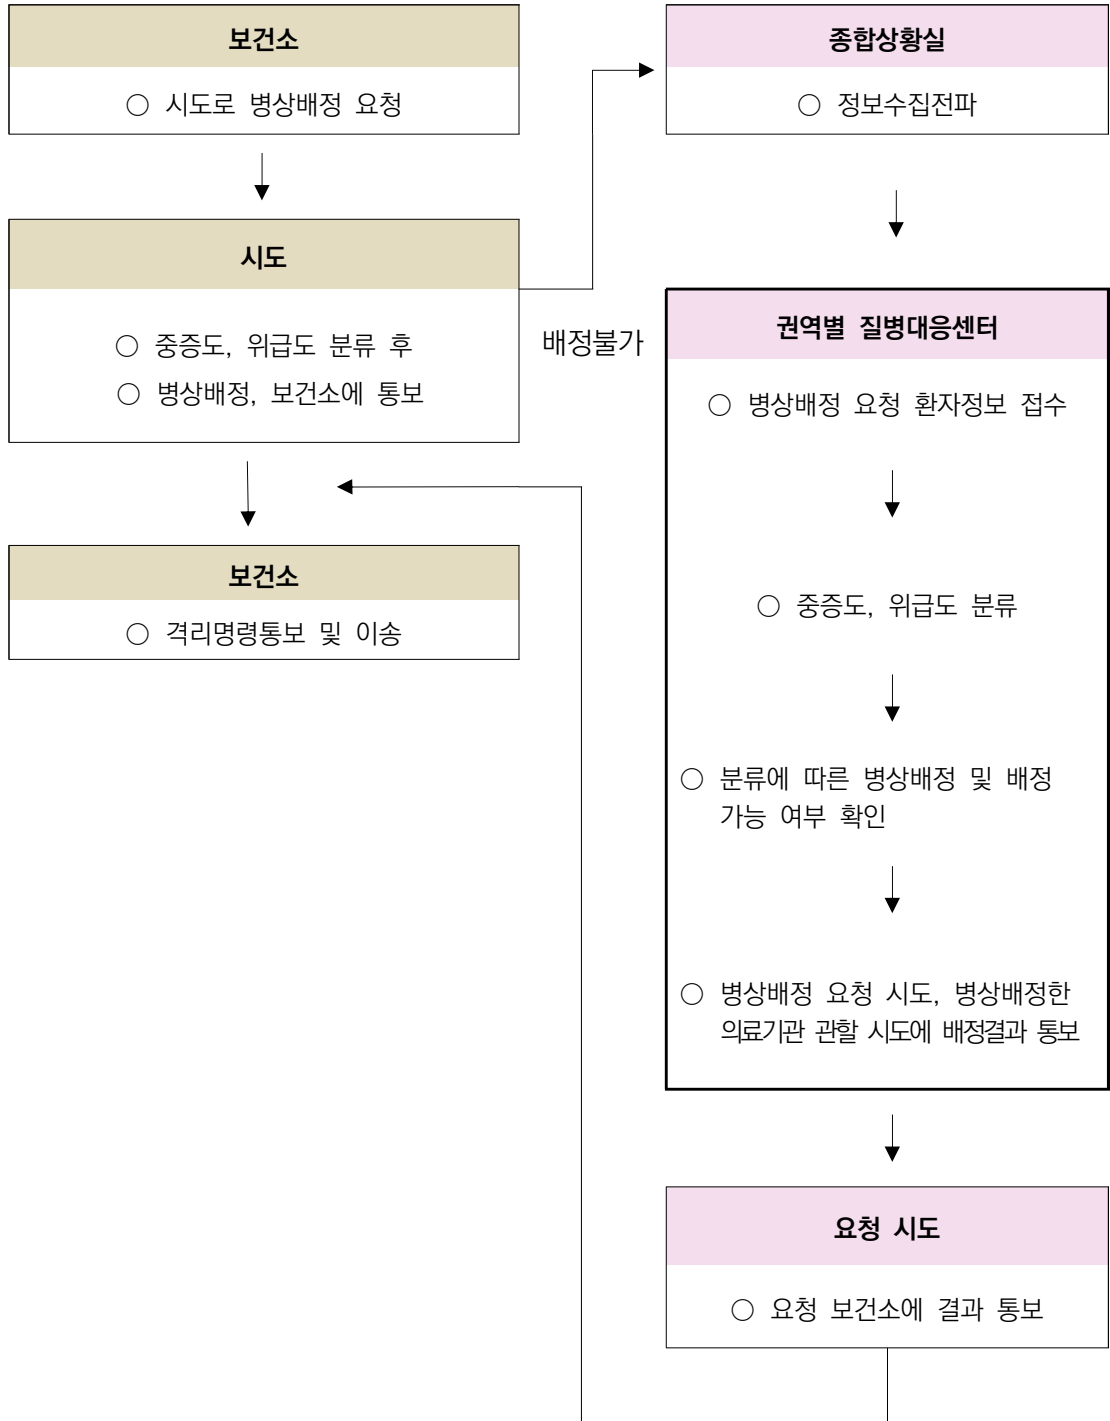 보건소
○ 시도로 병상배정 요청
시도
○ 중증도, 위급도 분류 후
○ 병상배정, 보건소에 통보
배정불가
보건소
○ 격리명령통보 및 이송
종합상황실
○ 정보수집전파
권역별 질병대응센터
○ 병상배정 요청 환자정보 접수
○ 중증도, 위급도 분류
○ 분류에 따른 병상배정 및 배정
가능 여부 확인
○ 병상배정 요청 시도, 병상배정한
의료기관 관할 시도에 배정결과 통보
요청 시도
○ 요청 보건소에 결과 통보